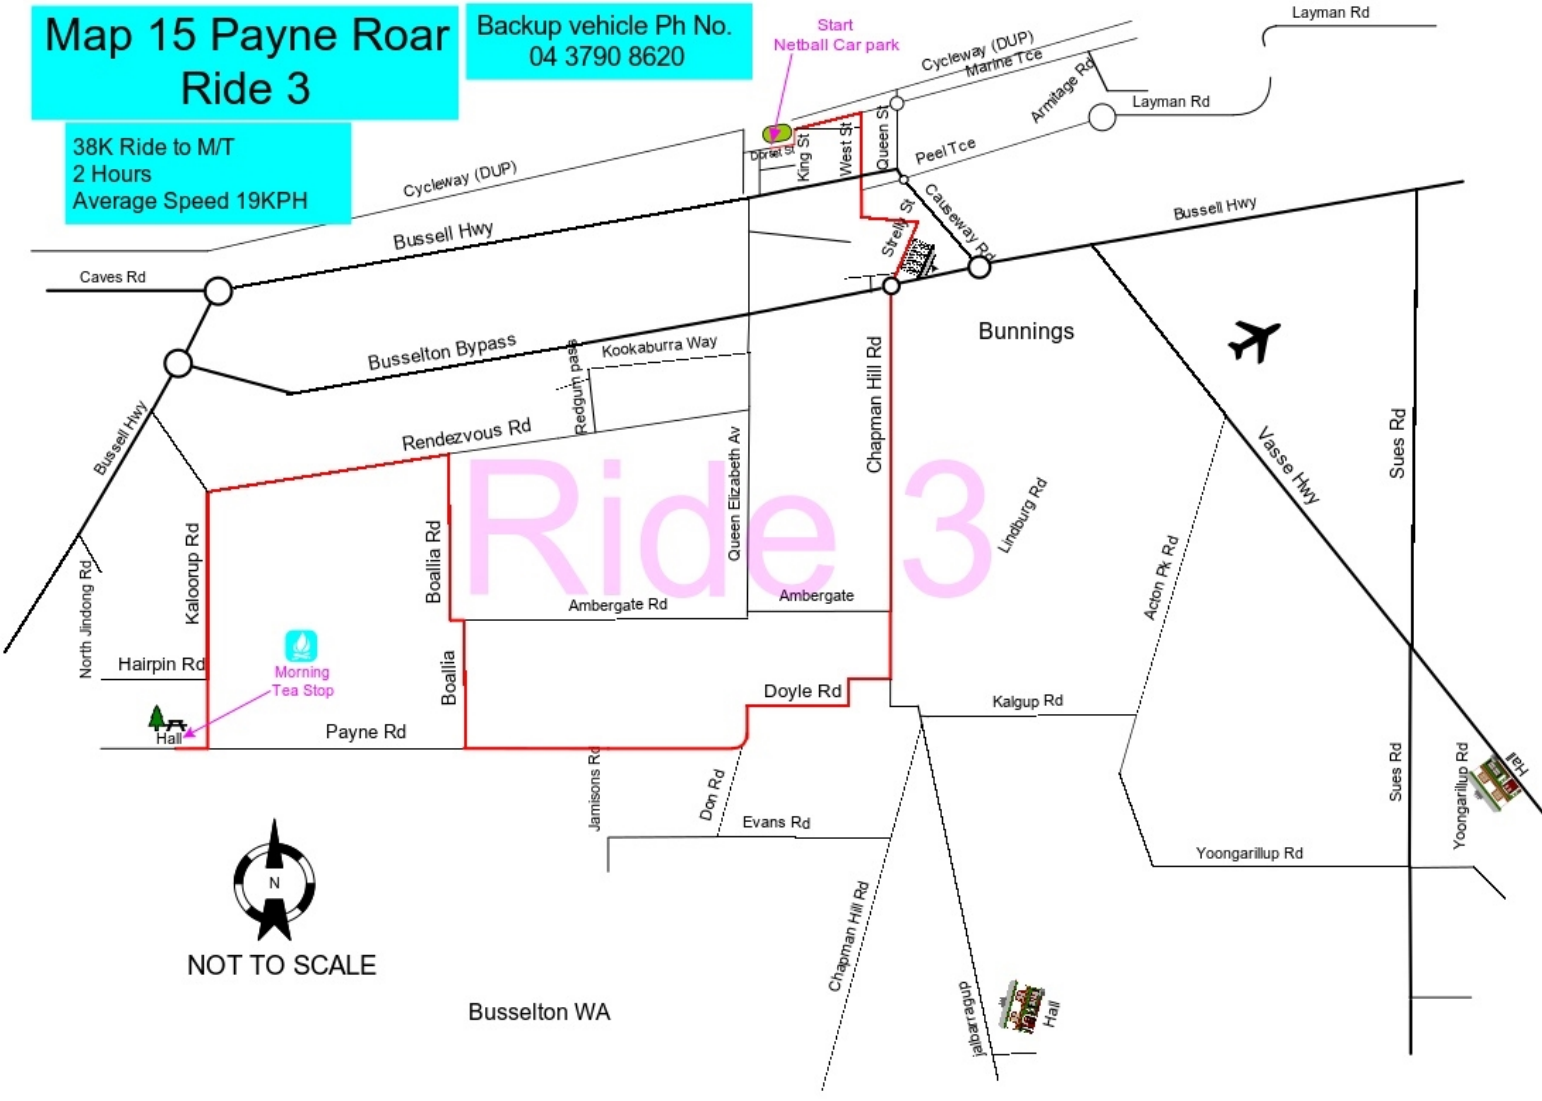 Map 15 Payne Roar
Ride 3
Backup vehicle Ph No.
04 3790 8620
38K Ride to M/T
2 Hours
Average Speed 19KPH
Start
Netball Car park
Layman Rd
Cycleway (DUP)
Marine Tce
Armitage Rd
Layman Rd
Cycleway (DUP)
Dorset St
King St
West St
Queen St
Peel Tce
Causeway Rd
Strelly St
Bussell Hwy
Bussell Hwy
Caves Rd
Busselton Bypass
Bunnings
Kookaburra Way
Redgum pass
Bussell Hwy
Rendezvous Rd
Chapman Hill Rd
Queen Elizabeth Av
Sues Rd
Vasse Hwy
Ride 3
Lindburg Rd
Acton Pk Rd
Kaloorup Rd
Boallia Rd
North Jindong Rd
Ambergate Rd
Ambergate
Hairpin Rd
Morning
Tea Stop
Boallia
Doyle Rd
Kalgup Rd
Hall
Payne Rd
Jamisons Rd
Don Rd
Evans Rd
Sues Rd
Yoongarillup Rd
Hall
Yoongarillup Rd
N
NOT TO SCALE
Chapman Hill Rd
jalbarragup
Hall
Busselton WA